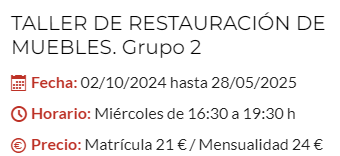 TALLER DE RESTAURACIÓN DE
MUEBLES. Grupo 2
Fecha: 02/10/2024 hasta 28/05/2025
Horario: Miércoles de 16:30 a 19:30 h
Precio: Matrícula 21 € / Mensualidad 24 €